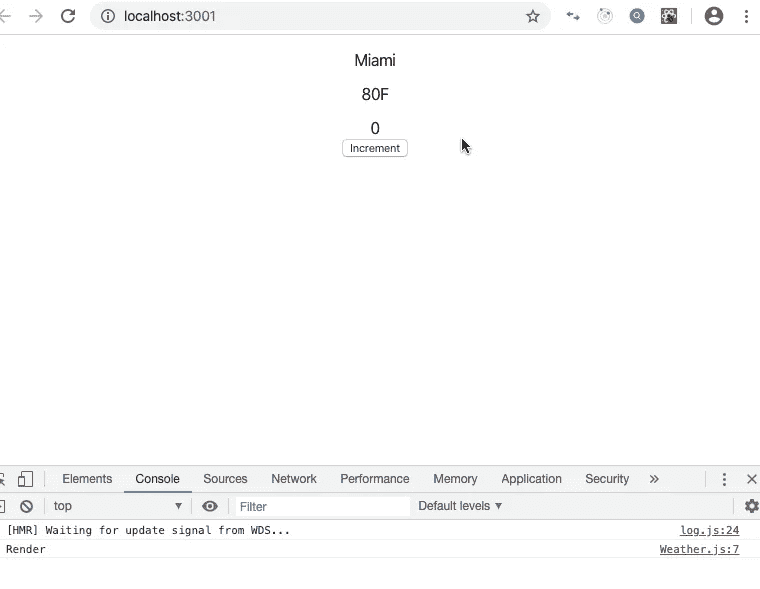 localhost:3001
Miami
80F
0
Increment
Elements Console Sources Network Performance Memory Application Security »
top ▼ Filter Default levels ▼
[HMR] Waiting for update signal from WDS... log.js:24
Render Weather.js:7